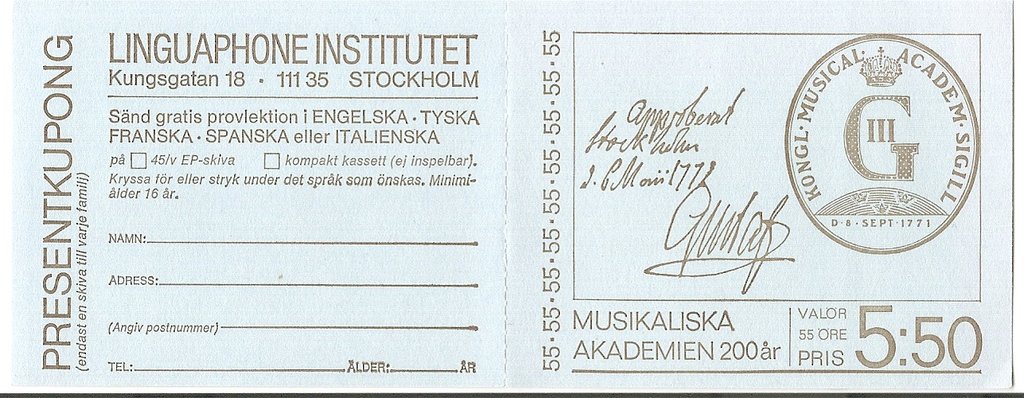 PRESENTKUPONG
(endast en skiva till varje familj)
LINGUAPHONE INSTITUTET
Kungsgatan 18 · 111 35 STOCKHOLM
Sänd gratis provlektion i ENGELSKA · TYSKA
FRANSKA · SPANSKA eller ITALIENSKA
på 45/v EP-skiva kompakt kassett (ej inspelbar).
Kryssa för eller stryk under det språk som önskas. Minimi-
ålder 16 år.
NAMN:
ADRESS:
(Angiv postnummer)
TEL: ÅLDER: ÅR
55·55·55·55·55·55·55·55·55
Approberat
Stockholm
d. 6 Maii 1772
Gustaf
KONGL · MUSICAL · ACADEM · SIGILL
G
III
D · 8 · SEPT · 1771
MUSIKALISKA
AKADEMIEN 200 år
VALÖR
55 ÖRE
PRIS
5:50